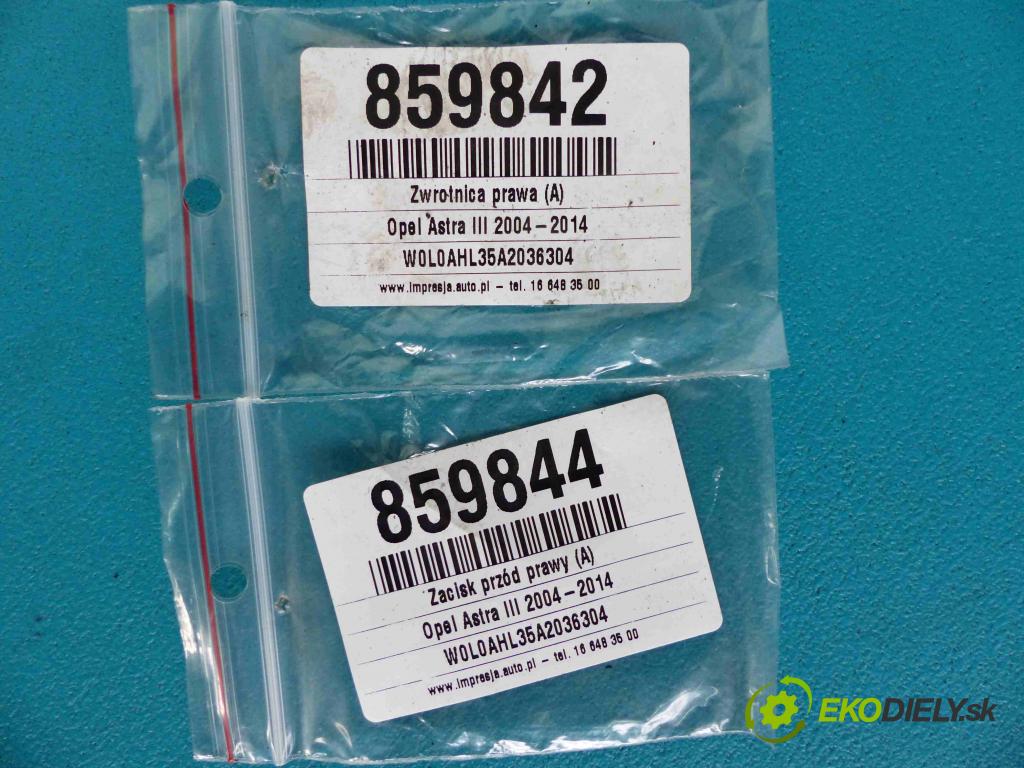 859842
Zwrotnica prawa (A)
Opel Astra III 2004-2014
W0L0AHL35A2036304
www.impresja.auto.pl - tel. 16 648 35 00
859844
Zacisk przód prawy (A)
Opel Astra III 2004-2014
W0L0AHL35A2036304
www.impresja.auto.pl - tel. 16 648 35 00
EKODIELY.sk